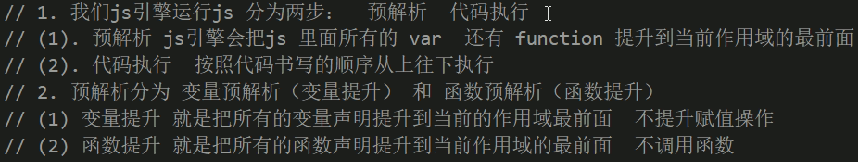 // 1. 我们js引擎运行js 分为两步： 预解析 代码执行
// (1). 预解析 js引擎会把js 里面所有的 var 还有 function 提升到当前作用域的最前面
// (2). 代码执行 按照代码书写的顺序从上往下执行
// 2. 预解析分为 变量预解析（变量提升） 和 函数预解析（函数提升）
// (1) 变量提升 就是把所有的变量声明提升到当前的作用域最前面 不提升赋值操作
// (2) 函数提升 就是把所有的函数声明提升到当前作用域的最前面 不调用函数